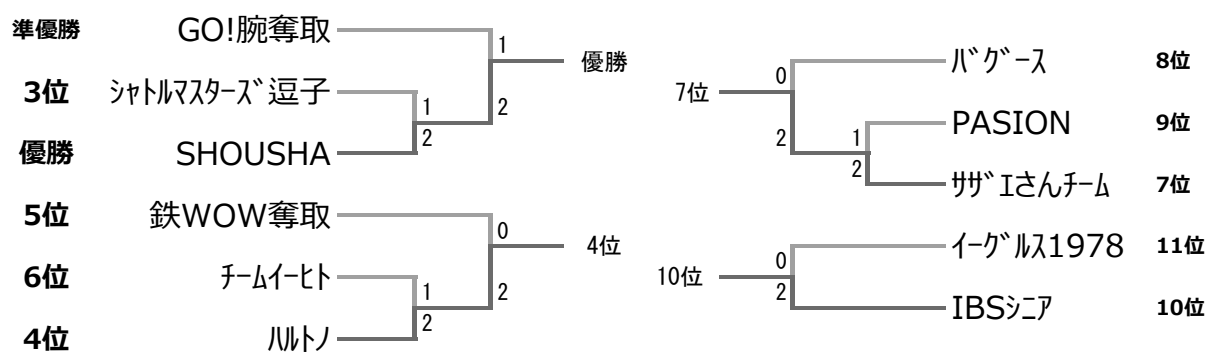 準優勝 GO!腕奪取
3位 ｼｬﾄﾙﾏｽﾀｰｽﾞ逗子
優勝 SHOUSHA
1
1
2
2
優勝
5位 鉄WOW奪取
6位 ﾁｰﾑｲｰﾋﾄ
4位 ﾊﾙﾄﾉ
0
1
2
2
4位
7位
0
2
1
2
ﾊﾞｸﾞｰｽ 8位
PASION 9位
ｻｻﾞｴさんﾁｰﾑ 7位
10位
0
2
ｲｰｸﾞﾙｽ1978 11位
IBSｼﾆｱ 10位